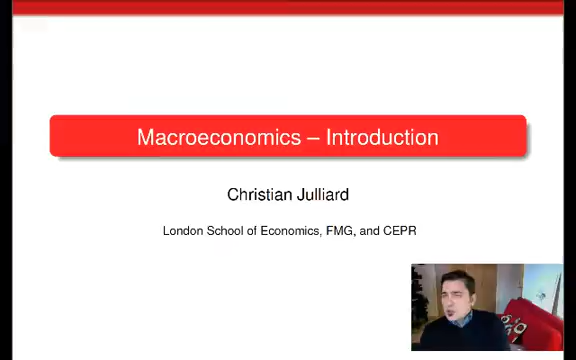 Macroeconomics – Introduction
Christian Julliard
London School of Economics, FMG, and CEPR